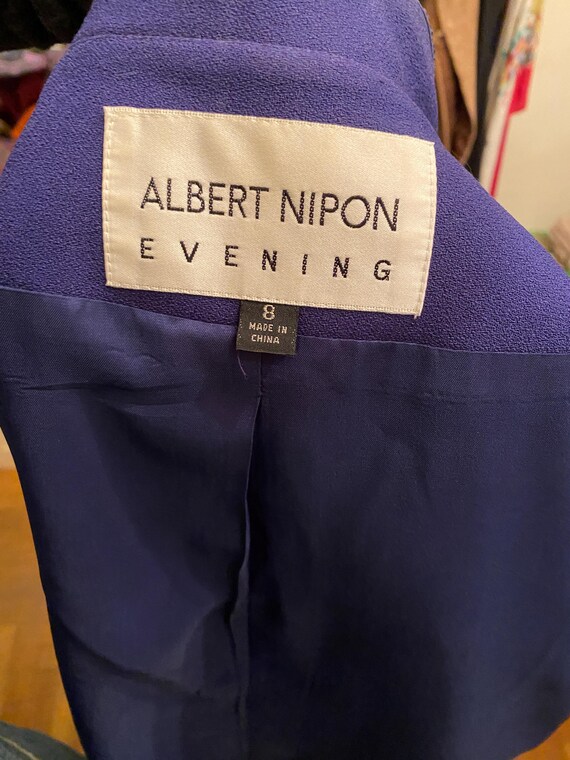 ALBERT NIPON
EVENING
8
MADE IN
CHINA